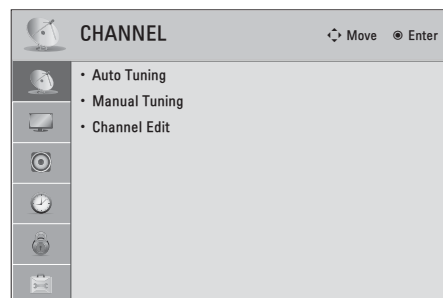 CHANNEL Move Enter
• Auto Tuning
• Manual Tuning
• Channel Edit